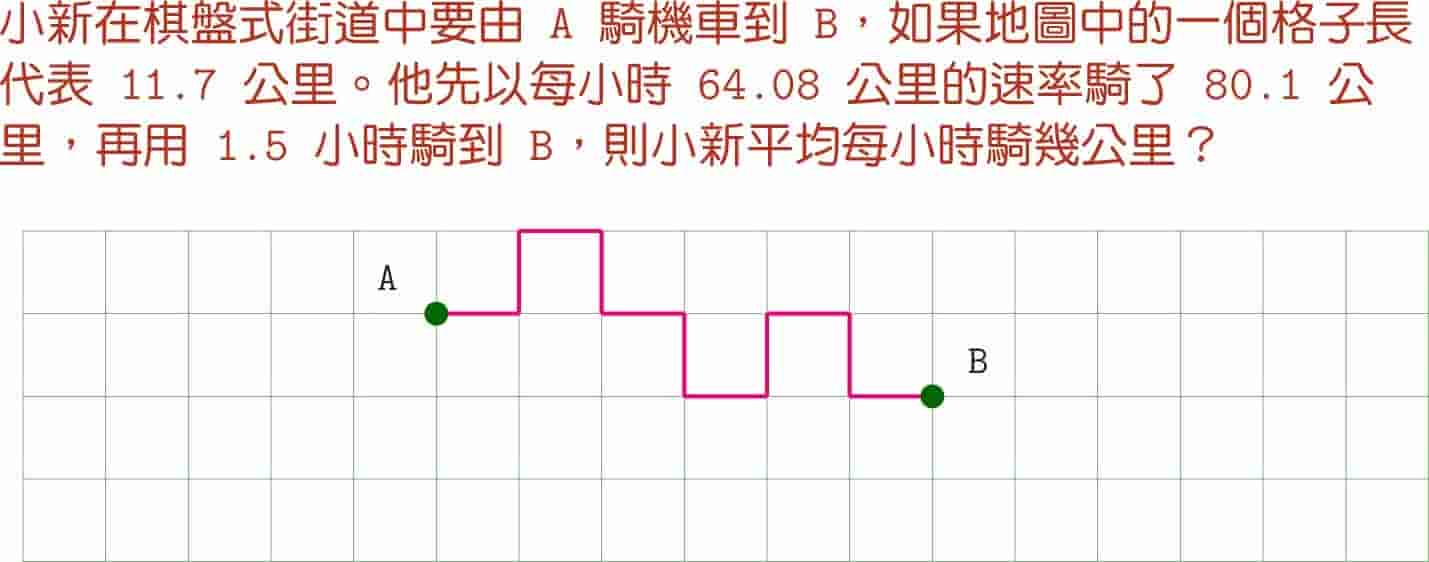 小新在棋盤式街道中要由 A 騎機車到 B，如果地圖中的一個格子長
代表 11.7 公里。他先以每小時 64.08 公里的速率騎了 80.1 公
里，再用 1.5 小時騎到 B，則小新平均每小時騎幾公里？
A
B